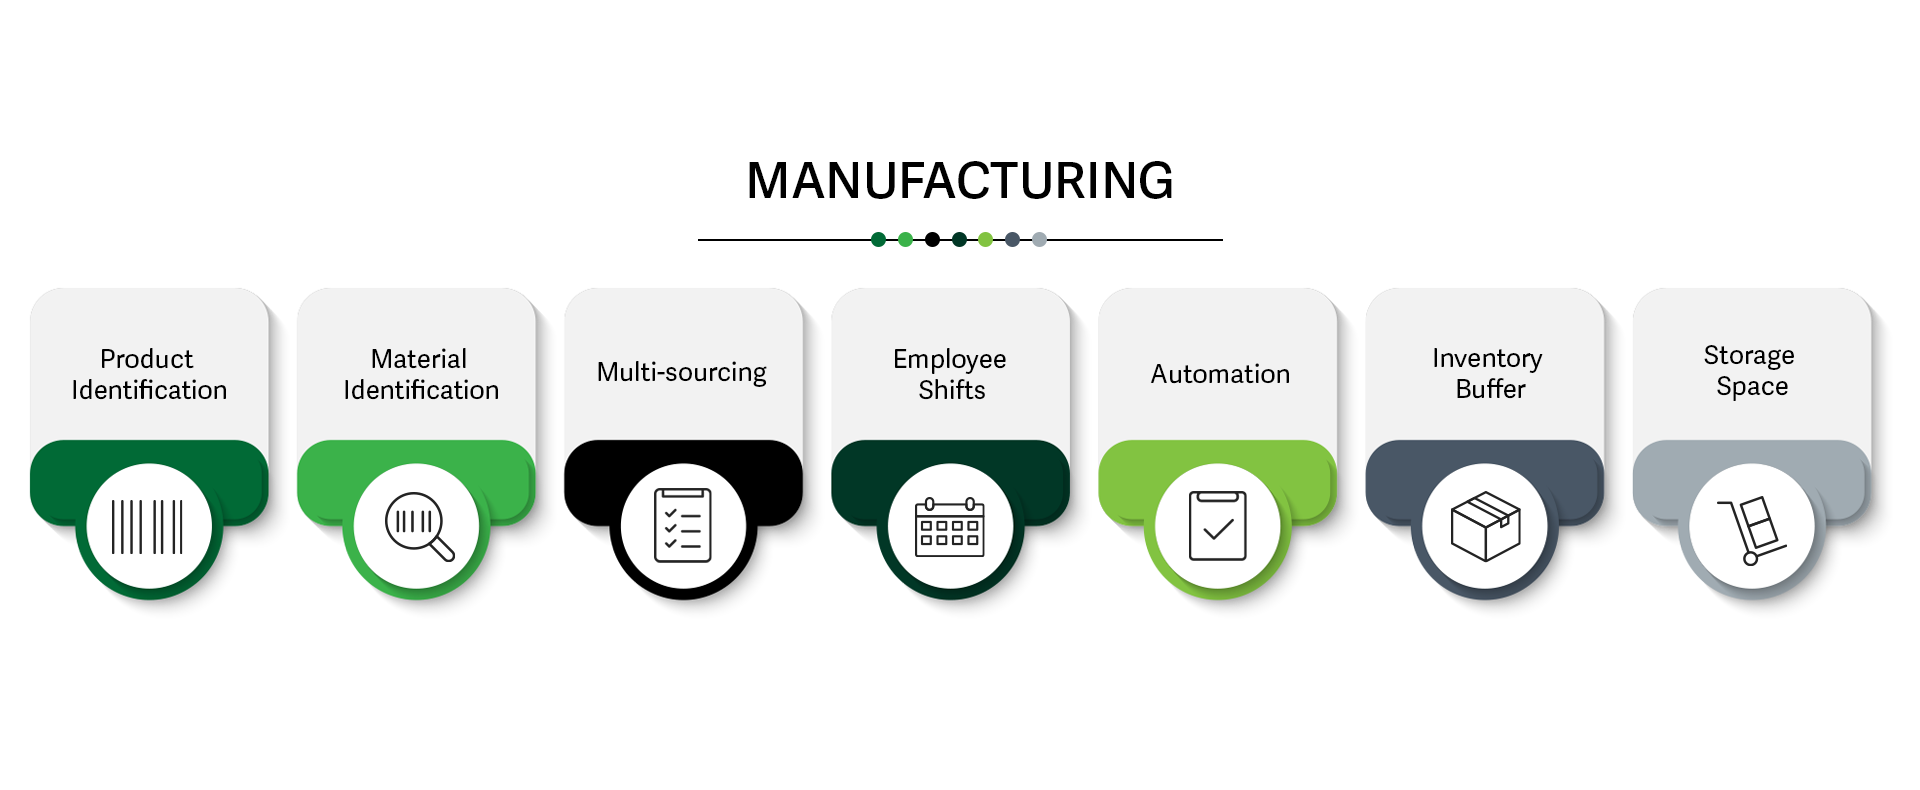 MANUFACTURING
Product
Identification
Material
Identification
Multi-sourcing
Employee
Shifts
Automation
Inventory
Buffer
Storage
Space